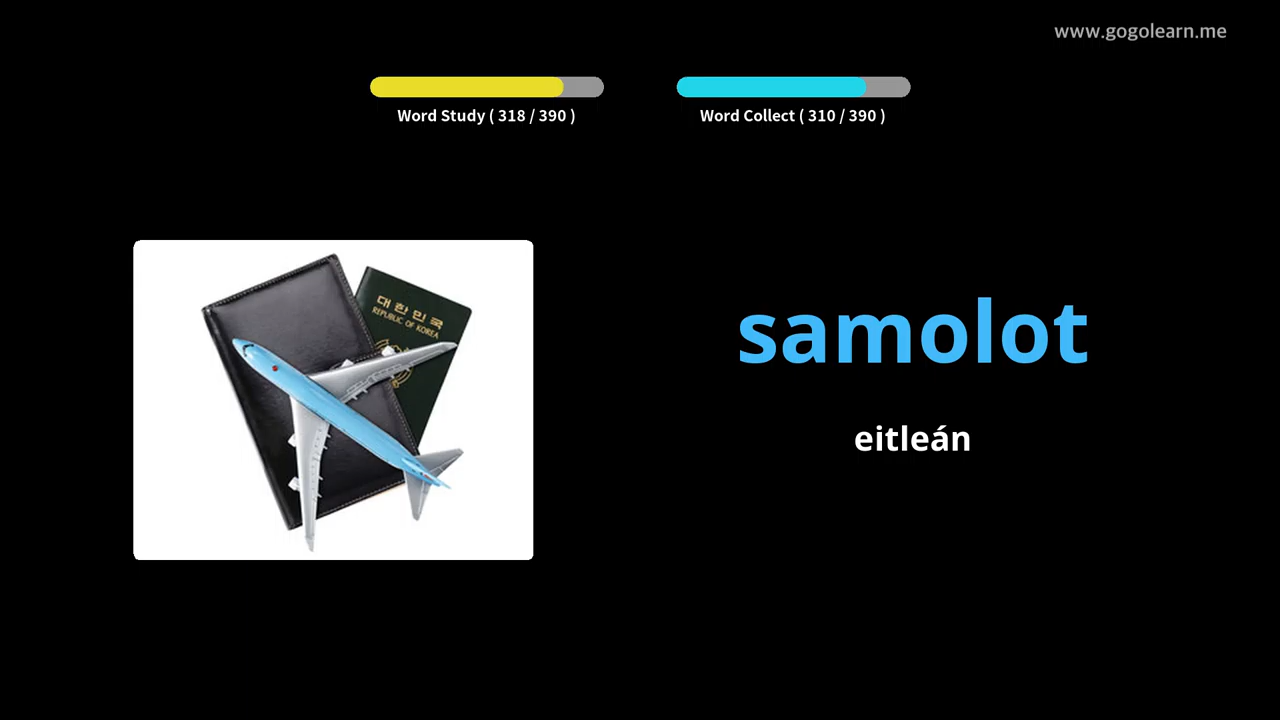 www.gogolearn.me
Word Study ( 318 / 390 )
Word Collect ( 310 / 390 )
대한민국
REPUBLIC OF KOREA
samolot
eitleán